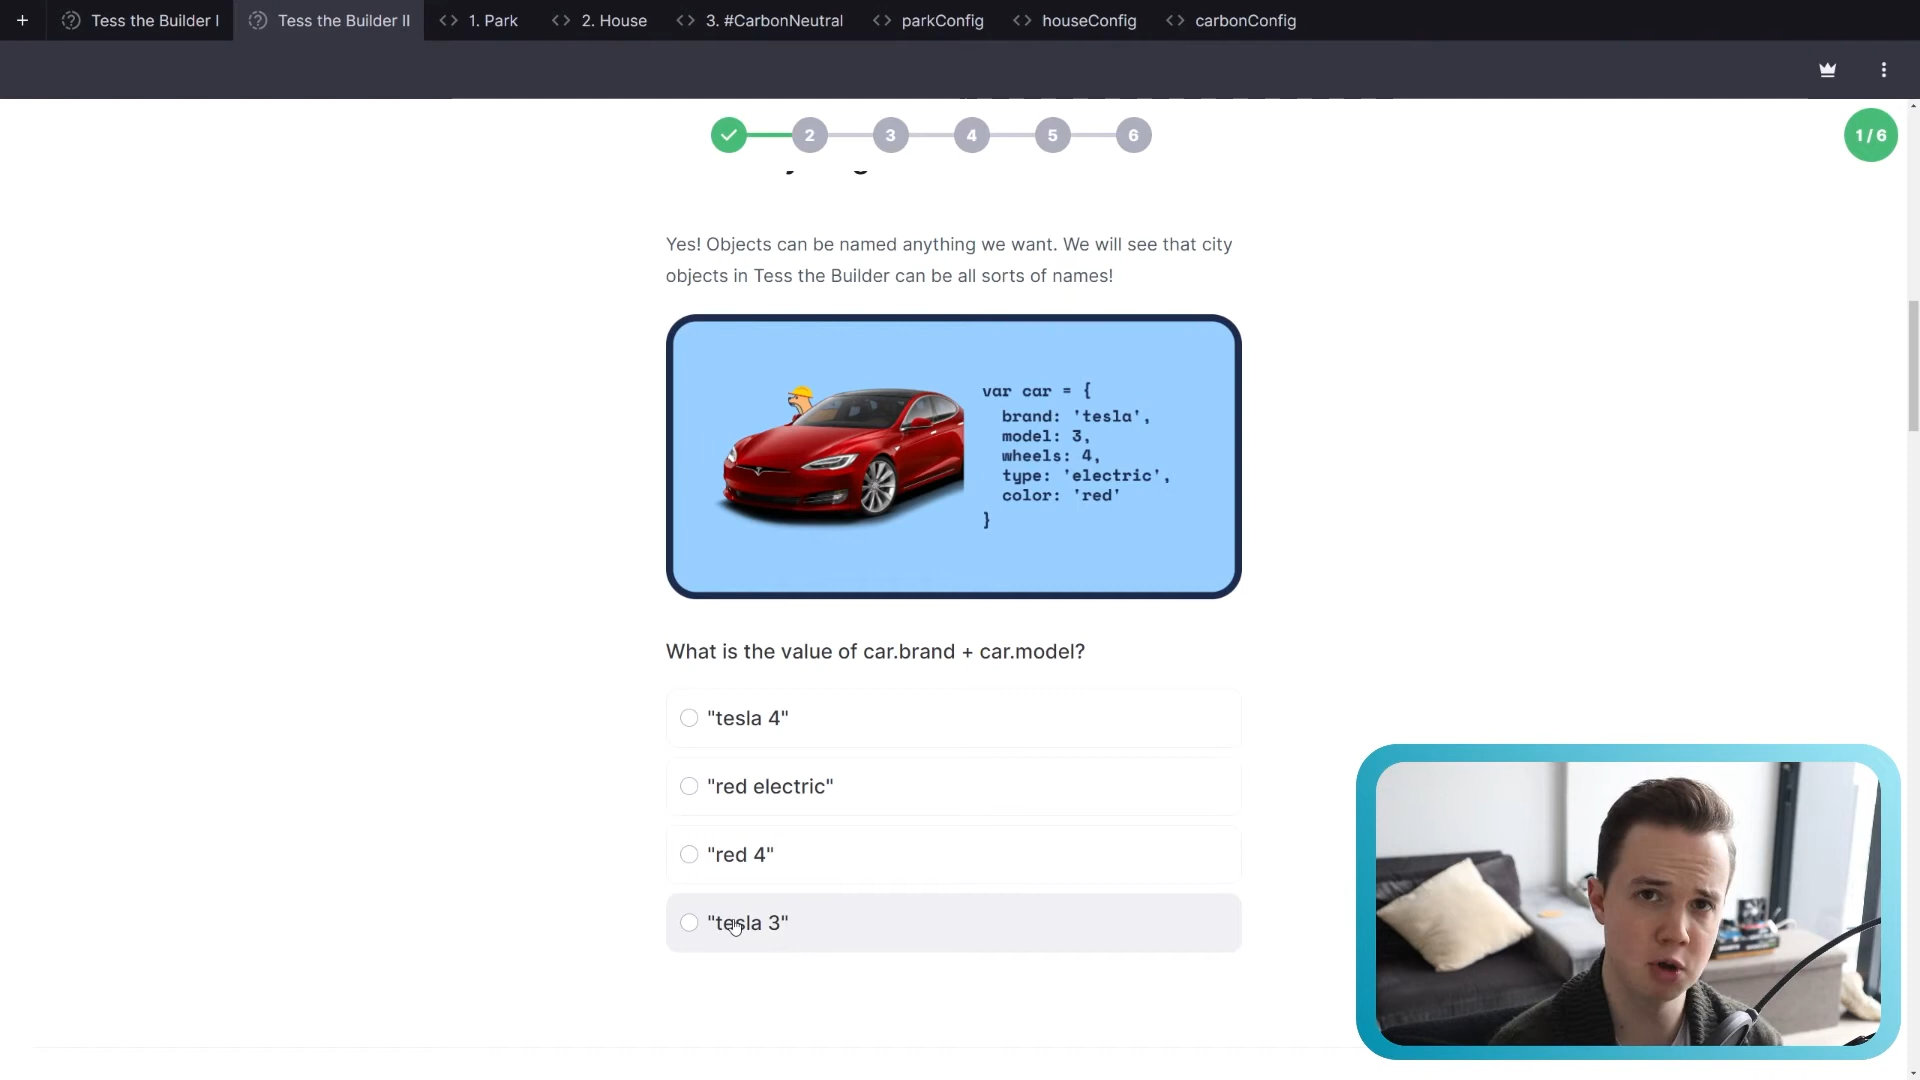 +
Tess the Builder I
Tess the Builder II
<> 1. Park
<> 2. House
<> 3. #CarbonNeutral
<> parkConfig
<> houseConfig
<> carbonConfig
2 3 4 5 6
1 / 6
Yes! Objects can be named anything we want. We will see that city
objects in Tess the Builder can be all sorts of names!
var car = {
brand: 'tesla',
model: 3,
wheels: 4,
type: 'electric',
color: 'red'
}
What is the value of car.brand + car.model?
"tesla 4"
"red electric"
"red 4"
"tesla 3"